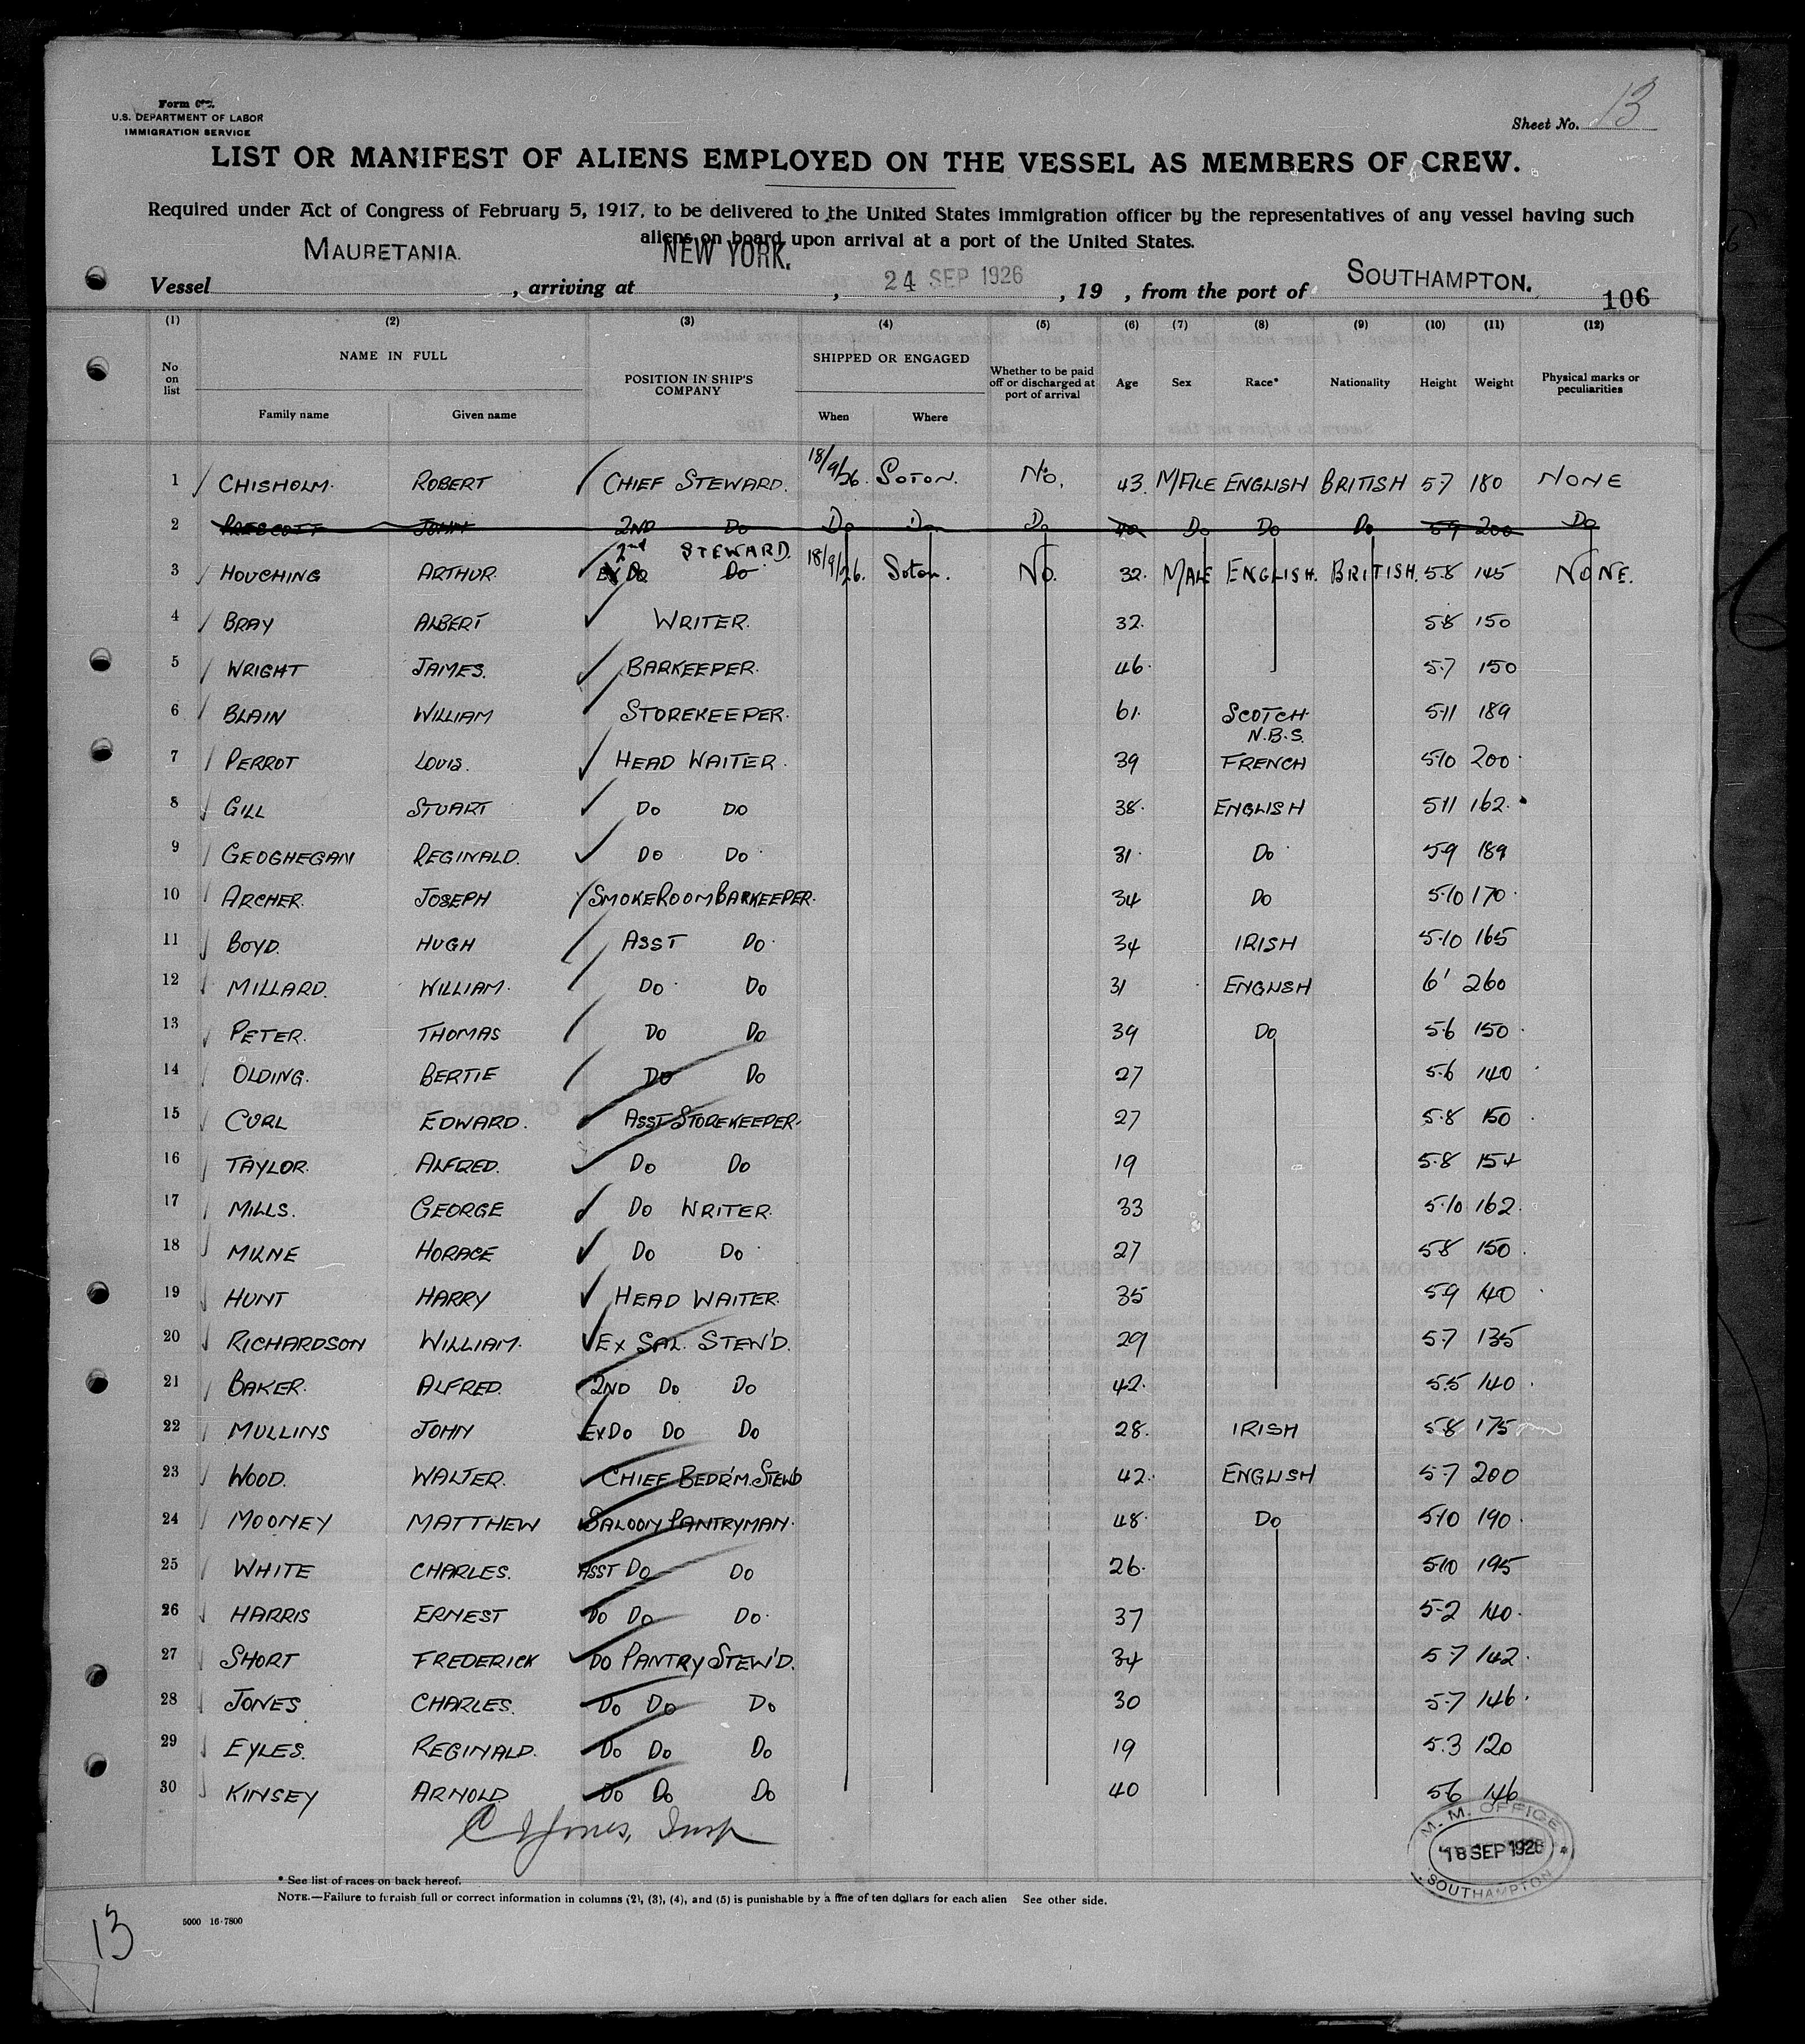 Form
U.S. DEPARTMENT OF LABOR
IMMIGRATION SERVICE
Sheet No. 13
LIST OR MANIFEST OF ALIENS EMPLOYED ON THE VESSEL AS MEMBERS OF CREW.
Required under Act of Congress of February 5, 1917, to be delivered to the United States immigration officer by the representatives of any vessel having such
aliens on board upon arrival at a port of the United States.
Vessel MAURETANIA. , arriving at NEW YORK. , 24 SEP 1926 , 19 , from the port of SOUTHAMPTON.
106
(1) (2) (3) (4) (5) (6) (7) (8) (9) (10) (11) (12)
No on list NAME IN FULL Family name Given name POSITION IN SHIP'S COMPANY SHIPPED OR ENGAGED When Where Whether to be paid off or discharged at port of arrival Age Sex Race* Nationality Height Weight Physical marks or peculiarities
1 CHISHOLM. ROBERT CHIEF STEWARD. 18/9/26. SOTON. No. 43. MALE ENGLISH BRITISH 5-7 180 NONE
2 PRESCOTT JOHN 2ND DO DO DO DO 40 DO DO DO 5-9 200 DO
2nd STEWARD.
3 HOUCHING ARTHUR. EX DO DO 18/9/26. Soton. No. 32. MALE ENGLISH. BRITISH. 5-8 145 NONE.
4 BRAY ALBERT WRITER. 32. 5-8 150
5 WRIGHT JAMES. BARKEEPER. 46. 5-7 150
6 BLAIN WILLIAM STOREKEEPER. 61. SCOTCH 5-11 189
N.B.S.
7 PERROT LOUIS. HEAD WAITER. 39 FRENCH 5-10 200
8 GILL STUART DO DO 38. ENGLISH 5-11 162.
9 GEOGHEGAN REGINALD. DO DO 31. DO 5-9 189
10 ARCHER. JOSEPH SMOKEROOM BARKEEPER. 34 DO 5-10 170
11 BOYD. HUGH ASST DO 34 IRISH 5-10 165
12 MILLARD. WILLIAM. DO DO 31 ENGLISH 6' 260
13 PETER. THOMAS DO DO 39 DO 5-6 150
14 OLDING. BERTIE DO DO 27 5-6 140
15 CURL EDWARD. ASST STOREKEEPER. 27 5-8 150
16 TAYLOR. ALFRED. DO DO 19 5-8 154
17 MILLS. GEORGE DO WRITER. 33 5-10 162.
18 MILNE HORACE DO DO 27 5-8 150
19 HUNT HARRY HEAD WAITER. 35 5-9 140
20 RICHARDSON WILLIAM. EX SAL. STEW'D. 29 5-7 135
21 BAKER. ALFRED. 2ND DO DO 42. 5-5 140
22 MULLINS JOHN EX DO DO DO 28. IRISH 5-8 175
23 WOOD. WALTER. CHIEF BEDR'M. STEW'D 42. ENGLISH 5-7 200
24 MOONEY MATTHEW SALOON PANTRYMAN. 48. DO 5-10 190
25 WHITE CHARLES. ASST DO DO 26. 5-10 195
26 HARRIS ERNEST DO DO DO 37 5-2 140.
27 SHORT FREDERICK DO PANTRY STEW'D. 34 5-7 142.
28 JONES CHARLES. DO DO DO 30 5-7 146.
29 EYLES. REGINALD. DO DO DO 19 5.3 120
30 KINSEY ARNOLD DO DO DO 40 5-6 146
Jones, Insp
M. M. OFFICE
18 SEP 1926
SOUTHAMPTON
* See list of races on back hereof.
NOTE.—Failure to furnish full or correct information in columns (2), (3), (4), and (5) is punishable by a fine of ten dollars for each alien See other side.
5000 16-7800
13